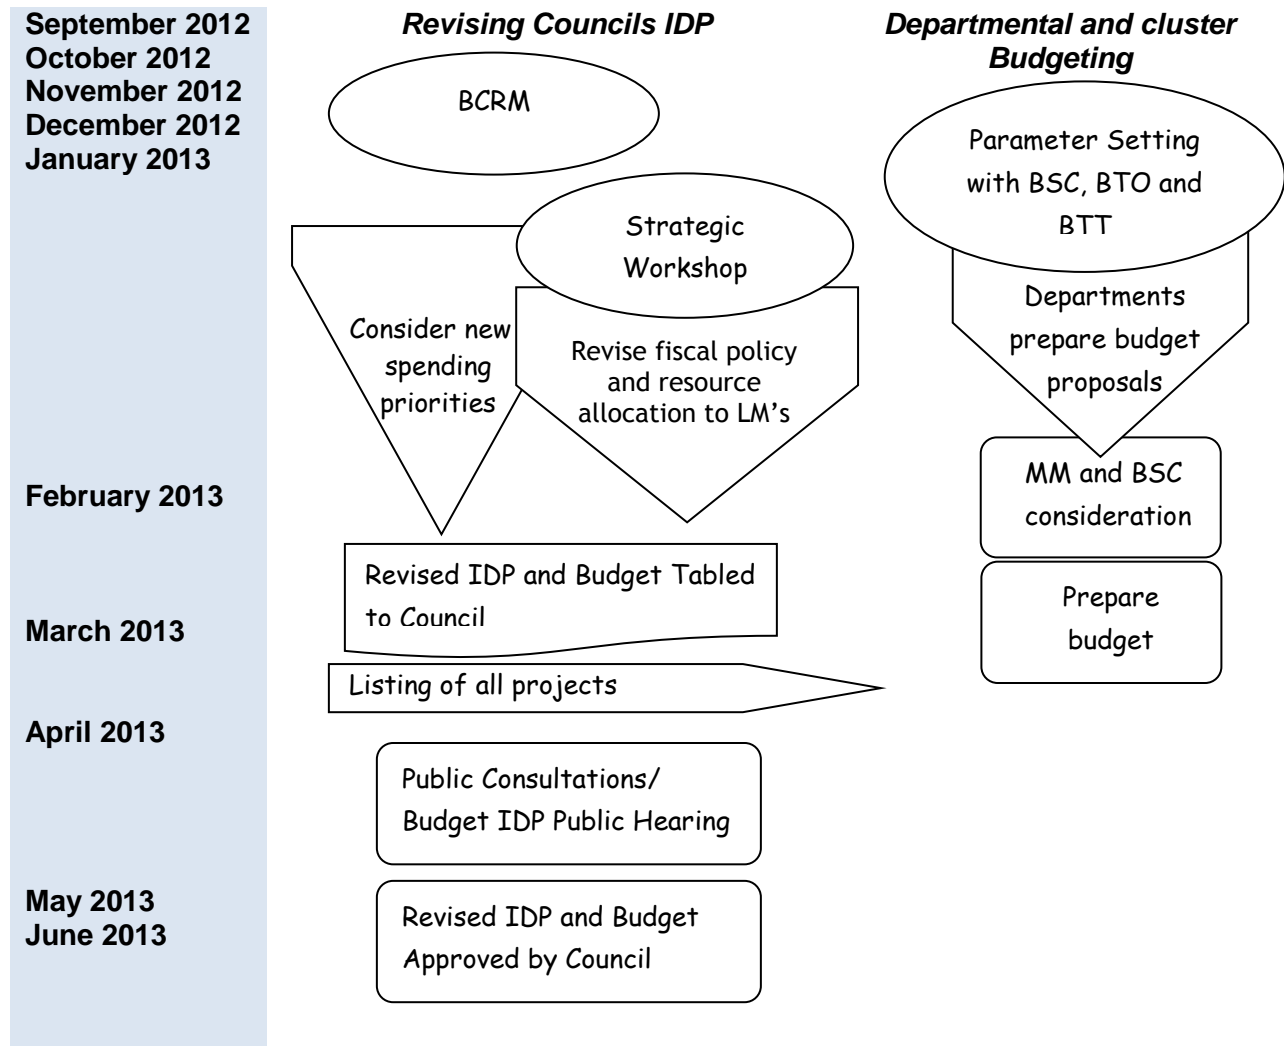 September 2012
October 2012
November 2012
December 2012
January 2013
February 2013
March 2013
April 2013
May 2013
June 2013
Revising Councils IDP
BCRM
Strategic
Workshop
Consider new
spending
priorities
Revise fiscal policy
and resource
allocation to LM's
Revised IDP and Budget Tabled
to Council
Listing of all projects
Public Consultations/
Budget IDP Public Hearing
Revised IDP and Budget
Approved by Council
Departmental and cluster
Budgeting
Parameter Setting
with BSC, BTO and
BTT
Departments
prepare budget
proposals
MM and BSC
consideration
Prepare
budget